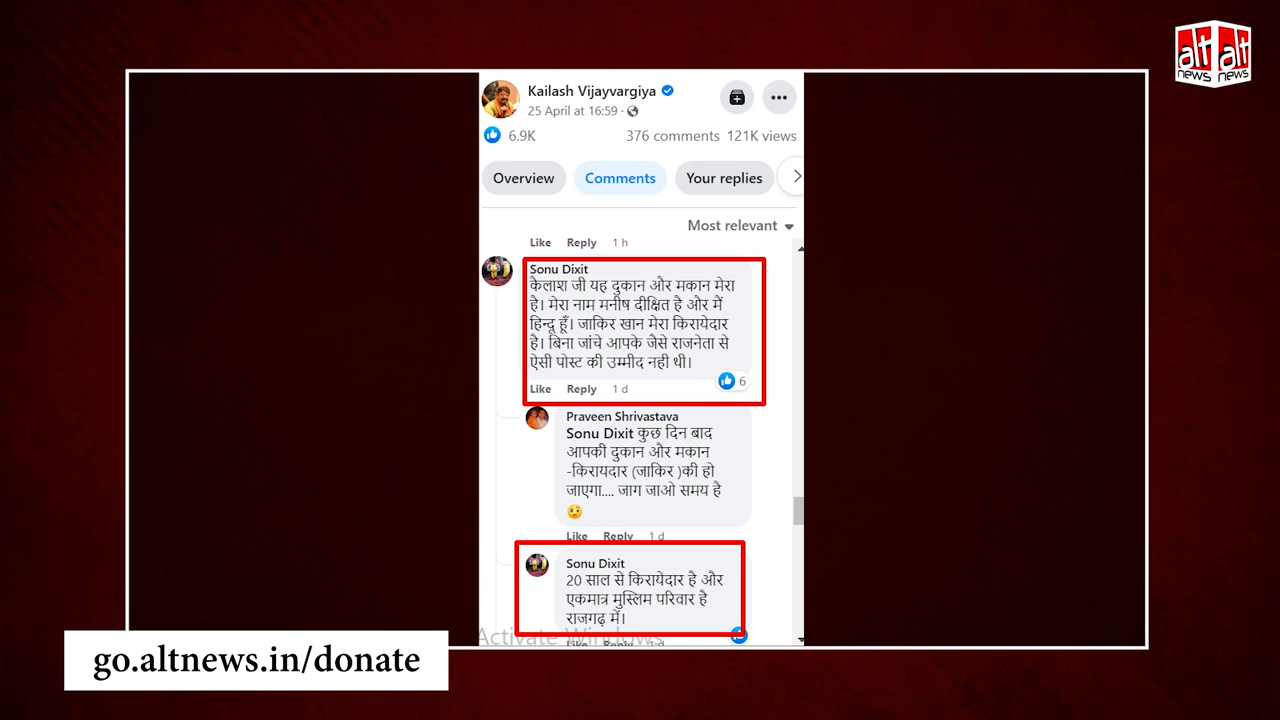 alt alt
news news
Kailash Vijayvargiya
25 April at 16:59 ·
6.9K 376 comments 121K views
Overview Comments Your replies
Most relevant
Like Reply 1 h
Sonu Dixit
कैलाश जी यह दुकान और मकान मेरा
है। मेरा नाम मनीष दीक्षित है और मैं
हिन्दू हूँ। जाकिर खान मेरा किरायेदार
है। बिना जांचे आपके जैसे राजनेता से
ऐसी पोस्ट की उम्मीद नही थी।
6
Like Reply 1 d
Praveen Shrivastava
Sonu Dixit कुछ दिन बाद
आपकी दुकान और मकान
-किरायदार (जाकिर )की हो
जाएगा.... जाग जाओ समय है
Like Reply 1 d
Sonu Dixit
20 साल से किरायेदार है और
एकमात्र मुस्लिम परिवार है
राजगढ़ में।
Activate Windows
Like Reply 1 d
go.altnews.in/donate